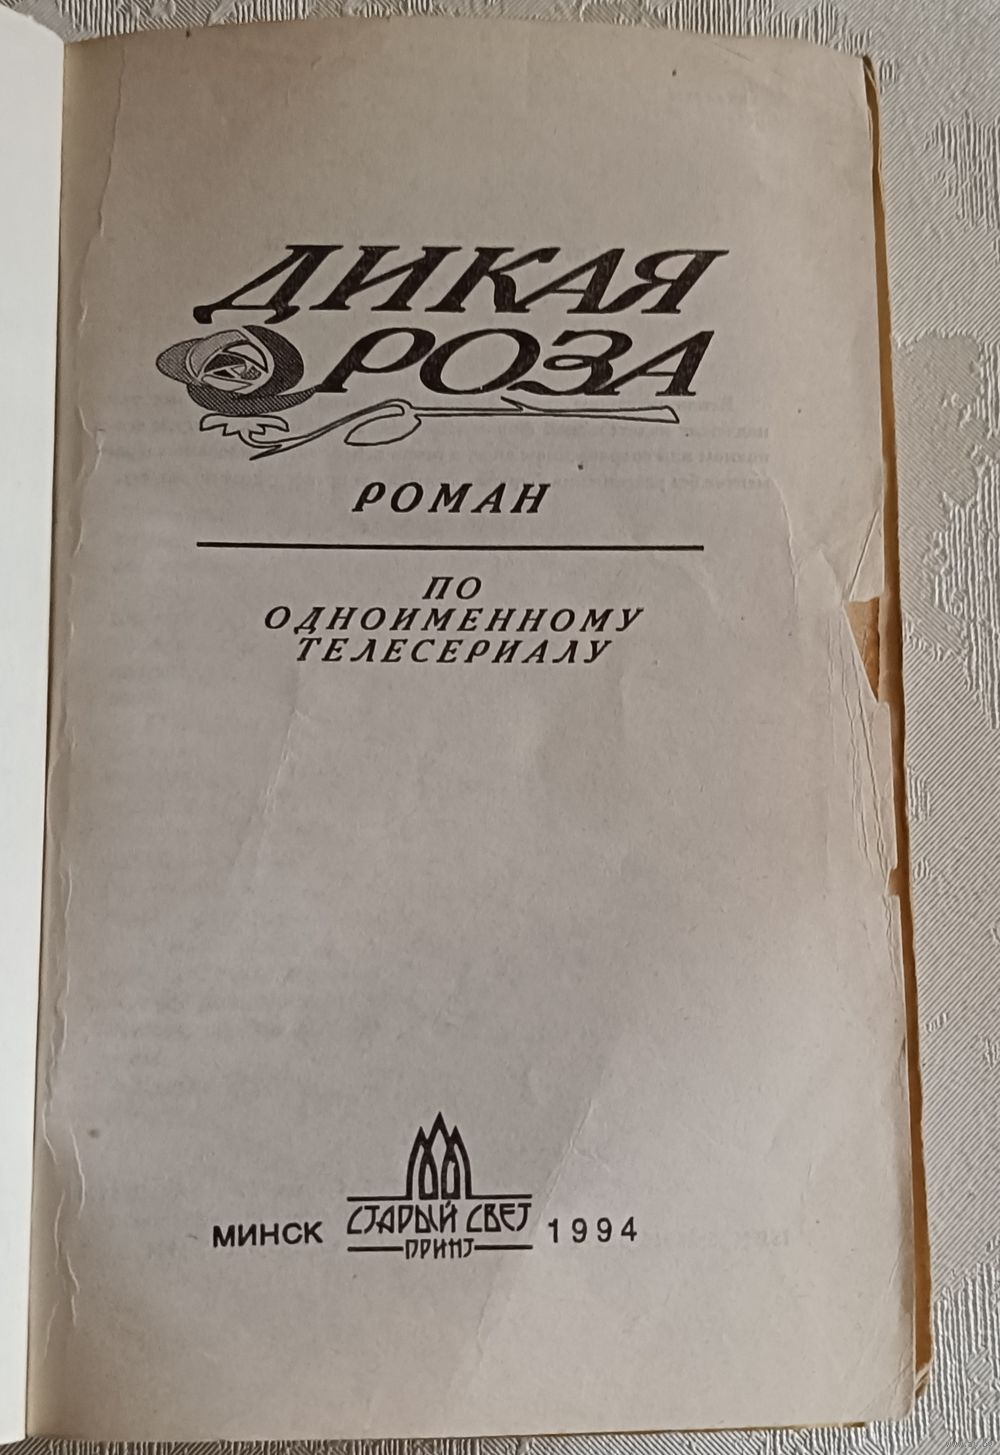 ДИКАЯ
РОЗА
РОМАН
ПО
ОДНОИМЕННОМУ
ТЕЛЕСЕРИАЛУ
МИНСК СТАРЫЙ СВЕТ 1994
ПРИНТ